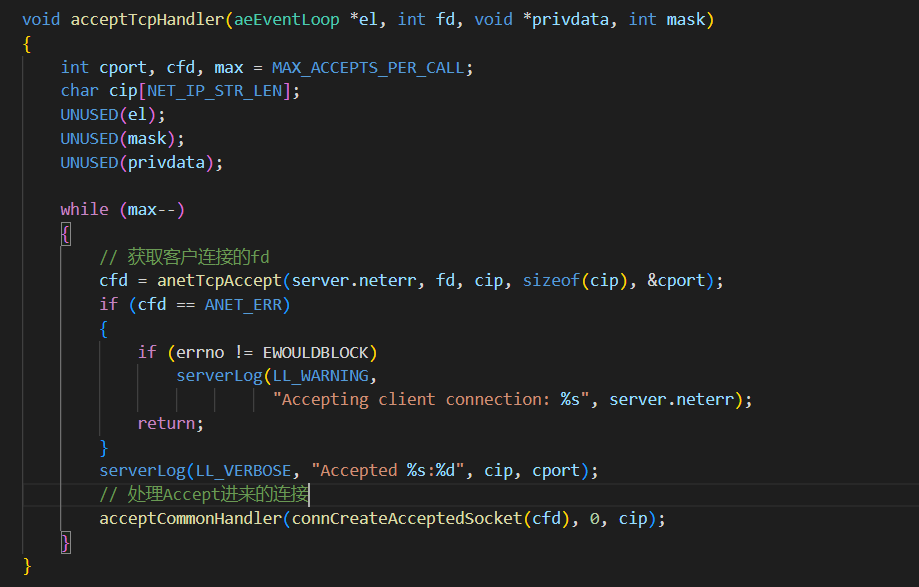 void acceptTcpHandler(aeEventLoop *el, int fd, void *privdata, int mask)
{
    int cport, cfd, max = MAX_ACCEPTS_PER_CALL;
    char cip[NET_IP_STR_LEN];
    UNUSED(el);
    UNUSED(mask);
    UNUSED(privdata);

    while (max--)
    {
        // 获取客户连接的fd
        cfd = anetTcpAccept(server.neterr, fd, cip, sizeof(cip), &cport);
        if (cfd == ANET_ERR)
        {
            if (errno != EWOULDBLOCK)
                serverLog(LL_WARNING,
                          "Accepting client connection: %s", server.neterr);
            return;
        }
        serverLog(LL_VERBOSE, "Accepted %s:%d", cip, cport);
        // 处理Accept进来的连接
        acceptCommonHandler(connCreateAcceptedSocket(cfd), 0, cip);
    }
}